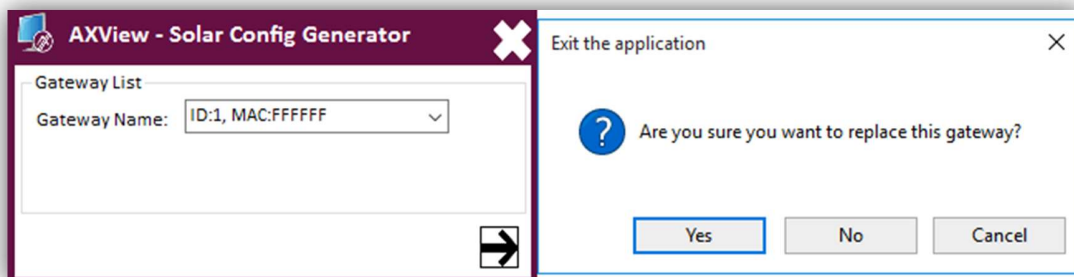 AXView - Solar Config Generator
Gateway List
Gateway Name:
ID:1, MAC:FFFFFF
Exit the application
Are you sure you want to replace this gateway?
Yes
No
Cancel